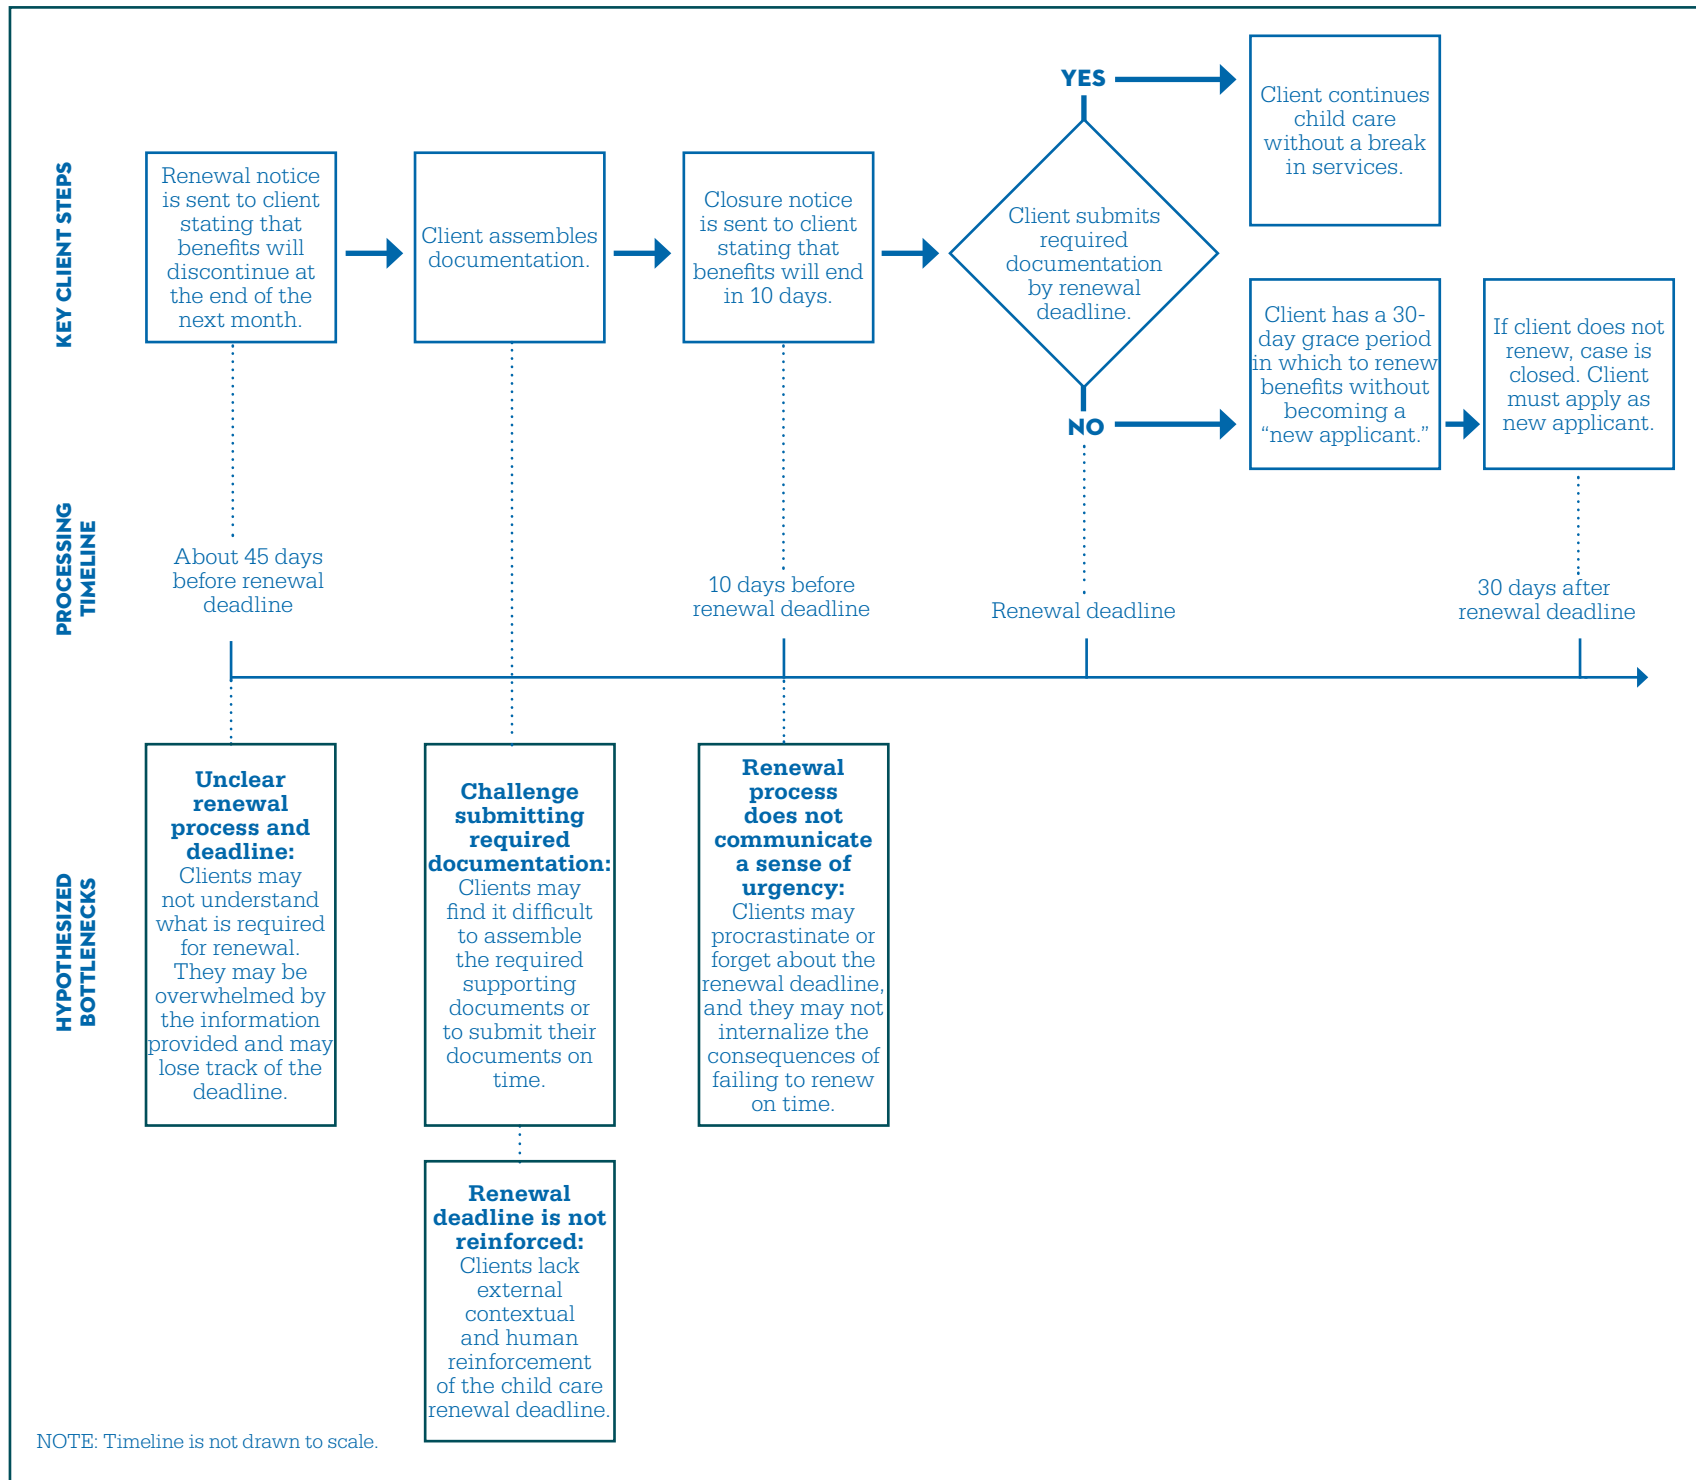 KEY CLIENT STEPS
Renewal notice
is sent to client
stating that
benefits will
discontinue at
the end of the
next month.
Client assembles
documentation.
Closure notice
is sent to client
stating that
benefits will end
in 10 days.
Client submits
required
documentation
by renewal
deadline.
YES
Client continues
child care
without a break
in services.
NO
Client has a 30-
day grace period
in which to renew
benefits without
becoming a
“new applicant.”
If client does not
renew, case is
closed. Client
must apply as
new applicant.
PROCESSING
TIMELINE
About 45 days
before renewal
deadline
10 days before
renewal deadline
Renewal deadline
30 days after
renewal deadline
HYPOTHESIZED
BOTTLENECKS
Unclear
renewal
process and
deadline:
Clients may
not understand
what is required
for renewal.
They may be
overwhelmed by
the information
provided and may
lose track of the
deadline.
Challenge
submitting
required
documentation:
Clients may
find it difficult
to assemble
the required
supporting
documents or
to submit their
documents on
time.
Renewal
deadline is not
reinforced:
Clients lack
external
contextual
and human
reinforcement
of the child care
renewal deadline.
Renewal
process
does not
communicate
a sense of
urgency:
Clients may
procrastinate or
forget about the
renewal deadline,
and they may not
internalize the
consequences of
failing to renew
on time.
NOTE: Timeline is not drawn to scale.